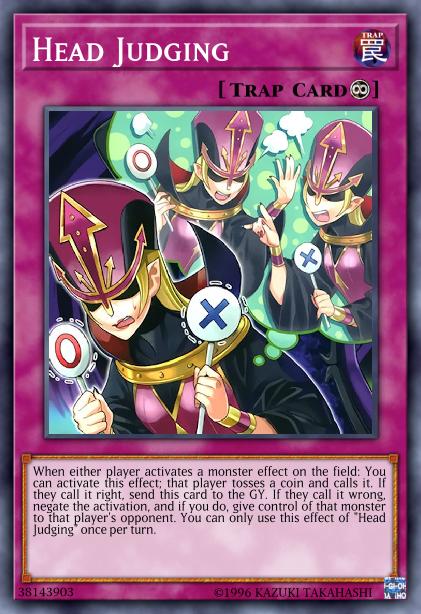 HEAD JUDGING
TRAP
罠
[TRAP CARD]
When either player activates a monster effect on the field: You
can activate this effect; that player tosses a coin and calls it. If
they call it right, send this card to the GY. If they call it wrong,
negate the activation, and if you do, give control of that monster
to that player's opponent. You can only use this effect of "Head
Judging" once per turn.
38143903 ©1996 KAZUKI TAKAHASHI